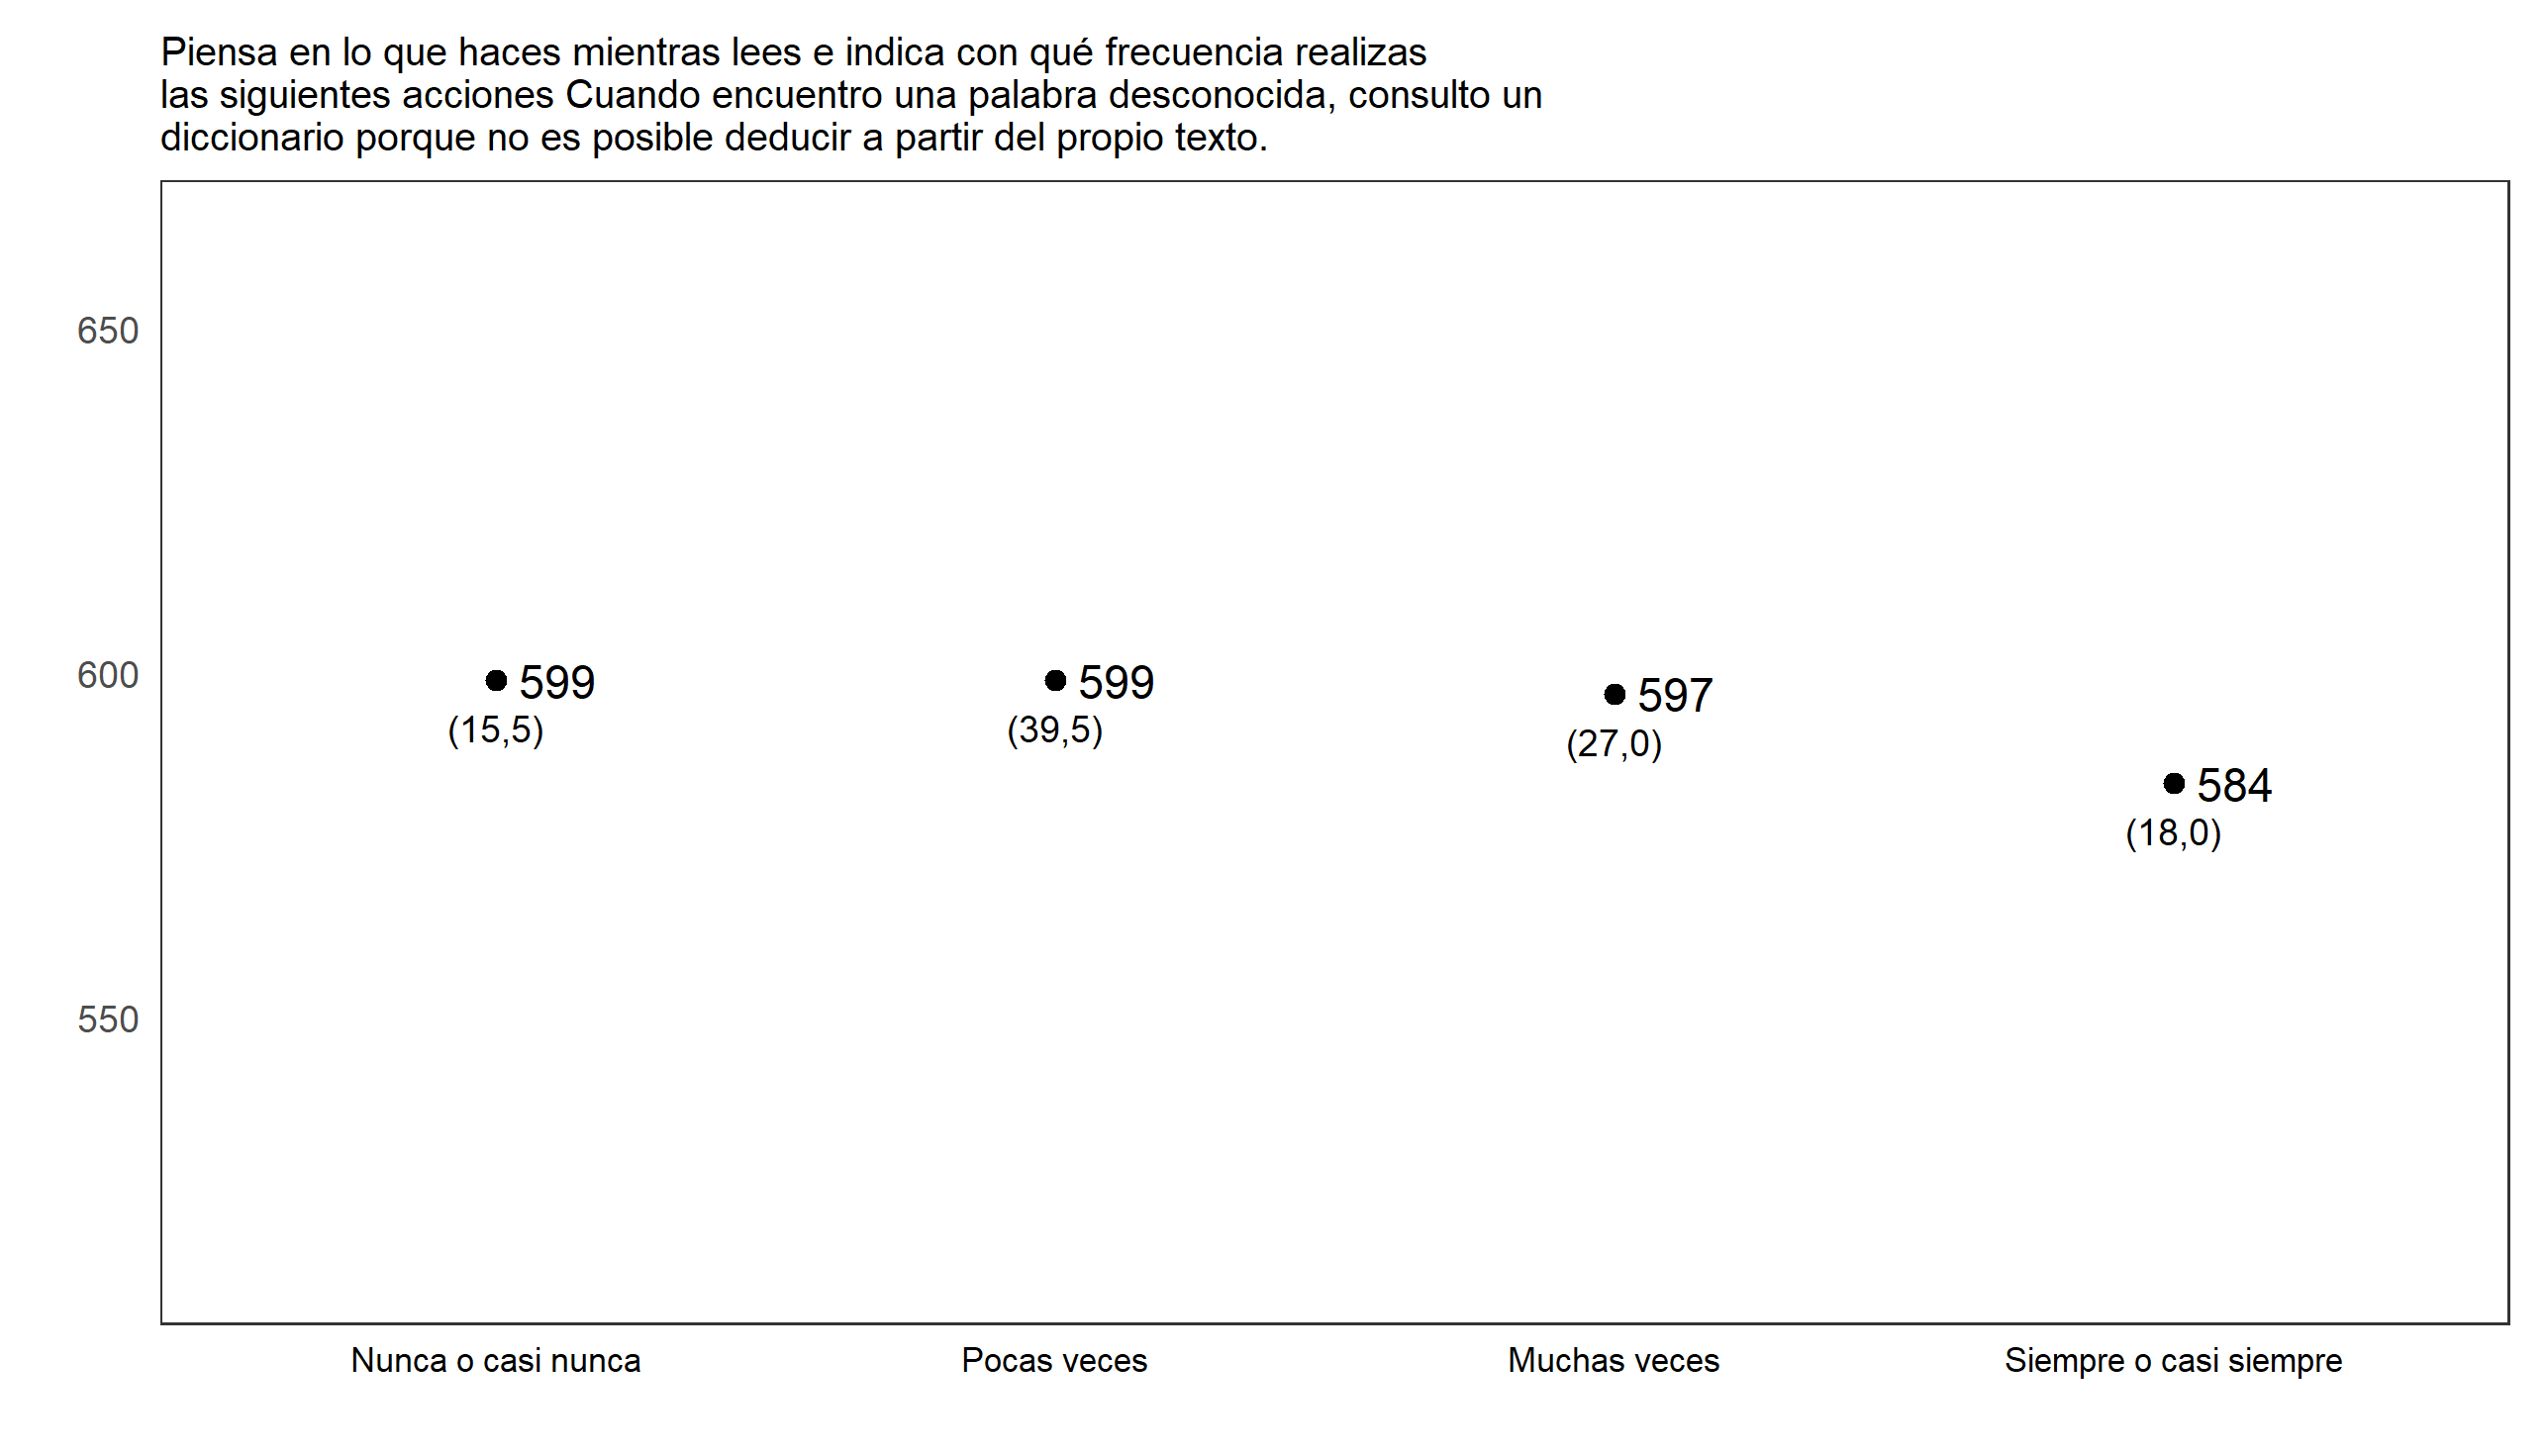 Piensa en lo que haces mientras lees e indica con qué frecuencia realizas
las siguientes acciones Cuando encuentro una palabra desconocida, consulto un
diccionario porque no es posible deducir a partir del propio texto.
650
600
550
599
(15,5)
599
(39,5)
597
(27,0)
584
(18,0)
Nunca o casi nunca
Pocas veces
Muchas veces
Siempre o casi siempre